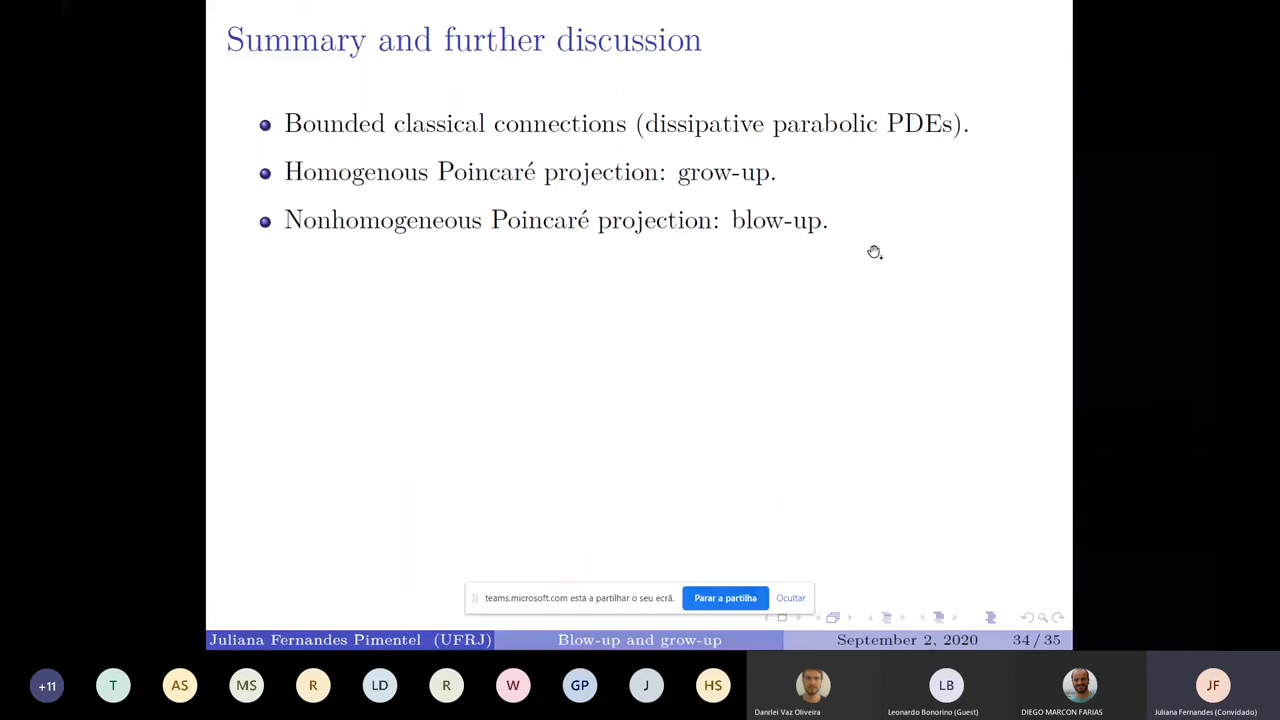 Summary and further discussion
Bounded classical connections (dissipative parabolic PDEs).
Homogenous Poincaré projection: grow-up.
Nonhomogeneous Poincaré projection: blow-up.
teams.microsoft.com está a partilhar o seu ecrã. Parar a partilha Ocultar
Juliana Fernandes Pimentel (UFRJ) Blow-up and grow-up September 2, 2020 34 / 35
+11 T AS MS R LD R W GP J HS LB JF
Danrlei Vaz Oliveira Leonardo Bonorino (Guest) DIEGO MARCON FARIAS Juliana Fernandes (Convidado)